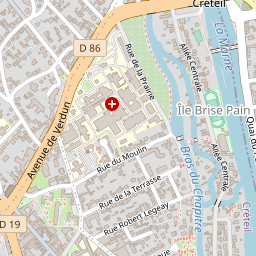 Créteil
D 86
Rue de la Prairie
La Marne
Allée Centrale
Île Brise Pain
Avenue de Verdun
Quai du
Rue du Moulin
Bras du Chapitre
Allée Centrale
Rue de la Terrasse
Créteil
D 19
Rue Robert Legeay